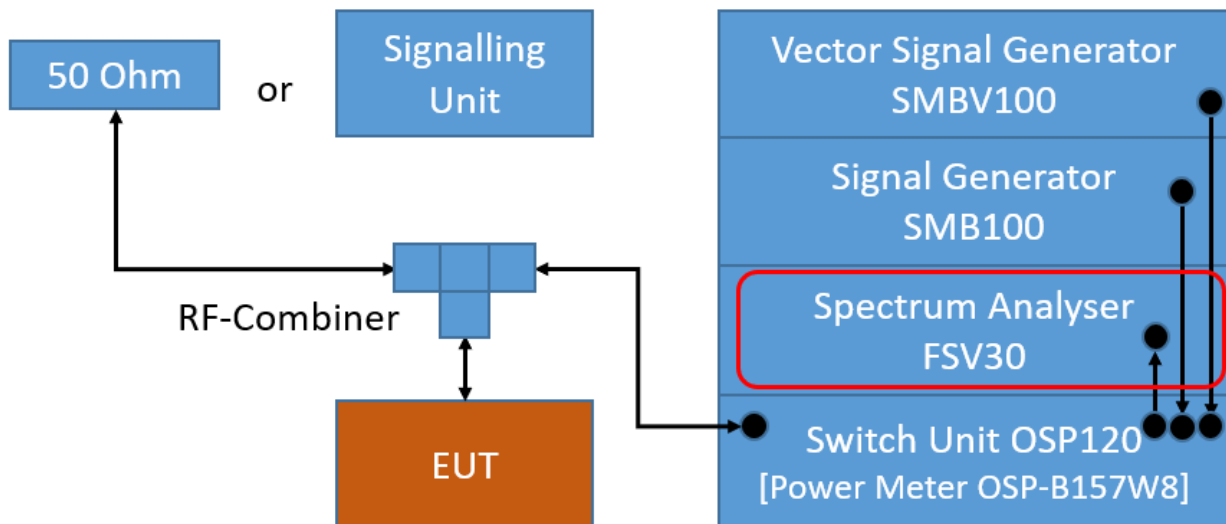 50 Ohm
or
Signalling
Unit
RF-Combiner
EUT
Vector Signal Generator
SMBV100
Signal Generator
SMB100
Spectrum Analyser
FSV30
Switch Unit OSP120
[Power Meter OSP-B157W8]